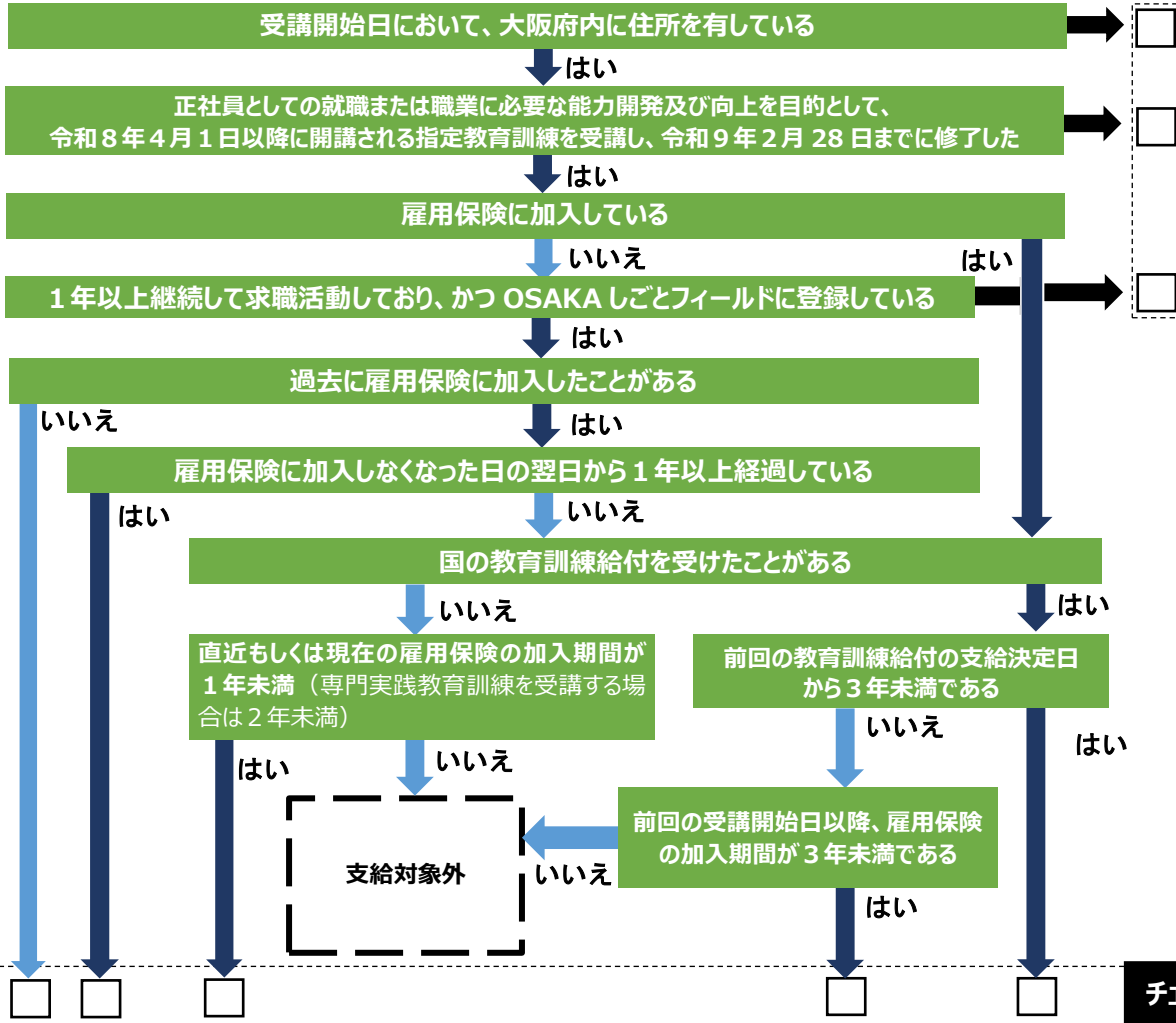 受講開始日において、大阪府内に住所を有している
はい
正社員としての就職または職業に必要な能力開発及び向上を目的として、
令和８年４月１日以降に開講される指定教育訓練を受講し、令和９年２月 28 日までに修了した
はい
雇用保険に加入している
いいえ
はい
１年以上継続して求職活動しており、かつ OSAKA しごとフィールドに登録している
はい
過去に雇用保険に加入したことがある
いいえ
はい
雇用保険に加入しなくなった日の翌日から１年以上経過している
はい
いいえ
国の教育訓練給付を受けたことがある
いいえ
はい
直近もしくは現在の雇用保険の加入期間が
１年未満（専門実践教育訓練を受講する場
合は２年未満）
前回の教育訓練給付の支給決定日
から３年未満である
いいえ
はい
はい
いいえ
前回の受講開始日以降、雇用保険
の加入期間が３年未満である
いいえ
支給対象外
はい